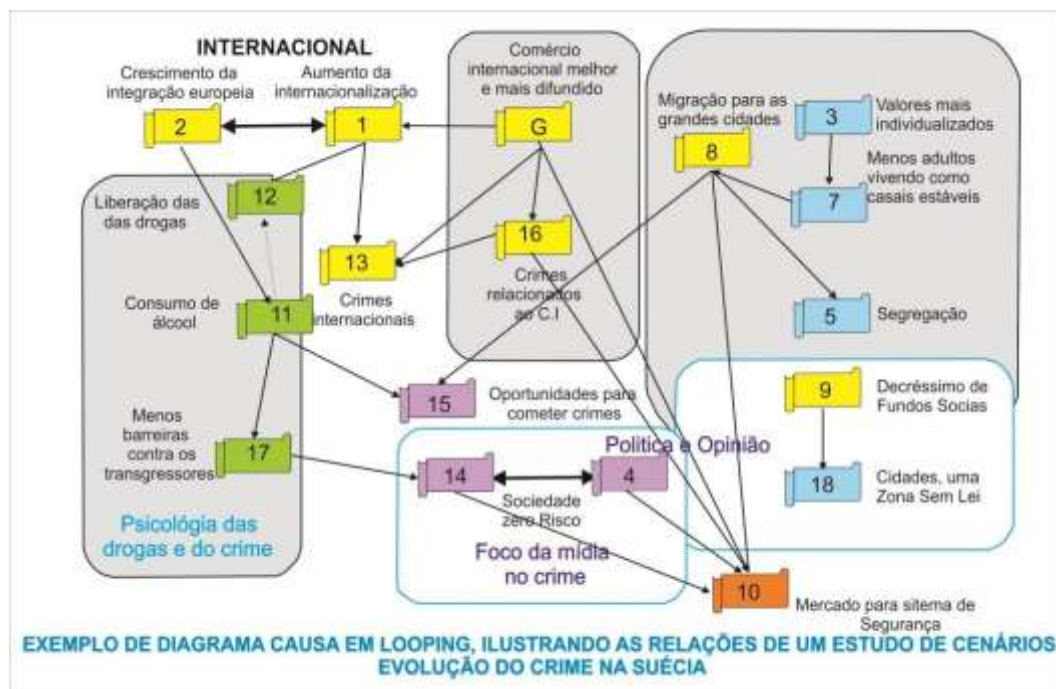 INTERNACIONAL
Crescimento da
integração europeia
Aumento da
internacionalização
Comércio
internacional melhor
e mais difundido
Migração para as
grandes cidades
Valores mais
individualizados
2
1
G
3
8
Menos adultos
vivendo como
casais estáveis
7
12
Liberação das
das drogas
16
13
Crimes
relacionados
ao C.I
Crimes
internacionais
Consumo de
álcool
11
5
Segregação
15
Oportunidades para
cometer crimes
9
Decréssimo de
Fundos Socias
Menos
barreiras
contra os
transgressores
17
Politica e Opinião
14
4
Sociedade
zero Risco
18
Cidades, uma
Zona Sem Lei
Psicológia das
drogas e do crime
Foco da mídia
no crime
10
Mercado para sitema de
Segurança
EXEMPLO DE DIAGRAMA CAUSA EM LOOPING, ILUSTRANDO AS RELAÇÕES DE UM ESTUDO DE CENÁRIOS
EVOLUÇÃO DO CRIME NA SUÉCIA